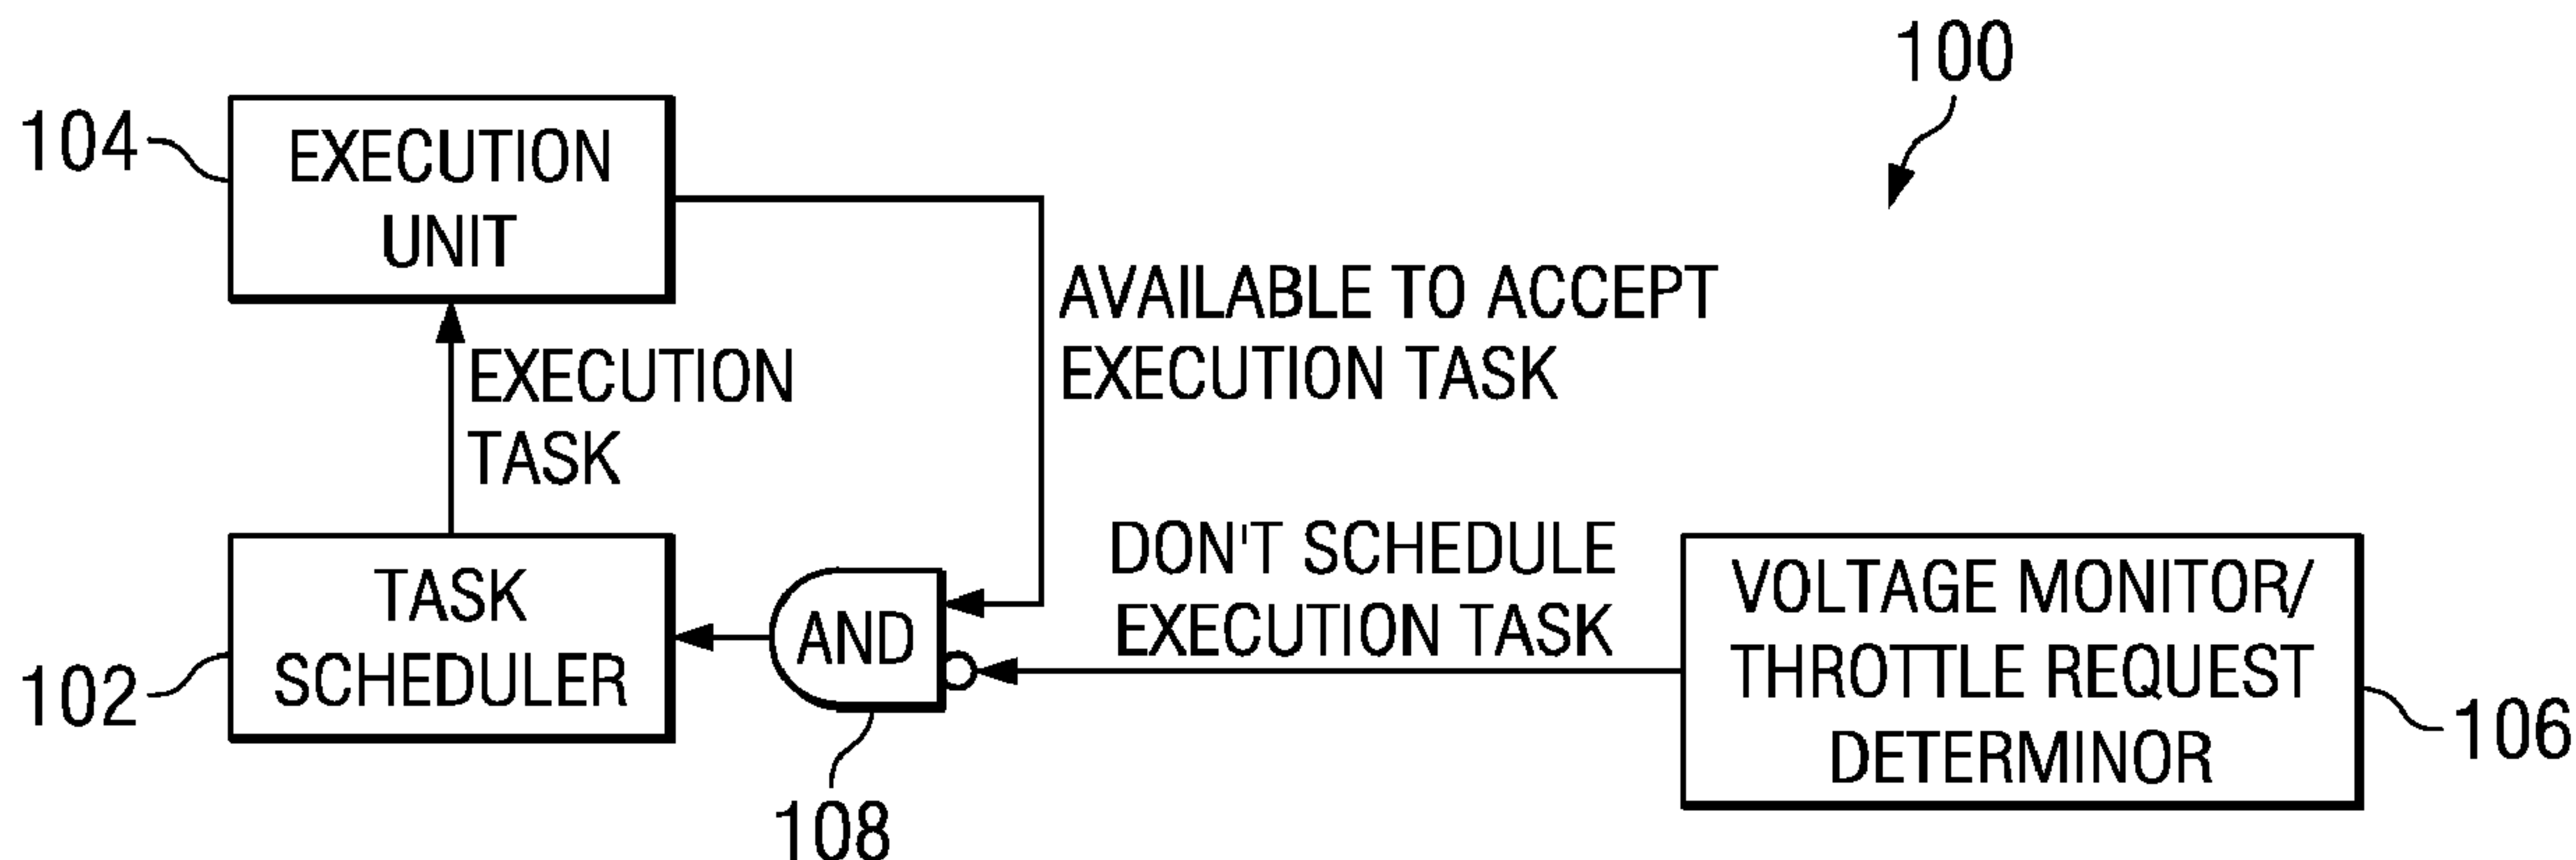 100
104
EXECUTION
UNIT
AVAILABLE TO ACCEPT
EXECUTION TASK
EXECUTION
TASK
DON'T SCHEDULE
EXECUTION TASK
TASK
SCHEDULER
102
AND
108
VOLTAGE MONITOR/
THROTTLE REQUEST
DETERMINOR
106